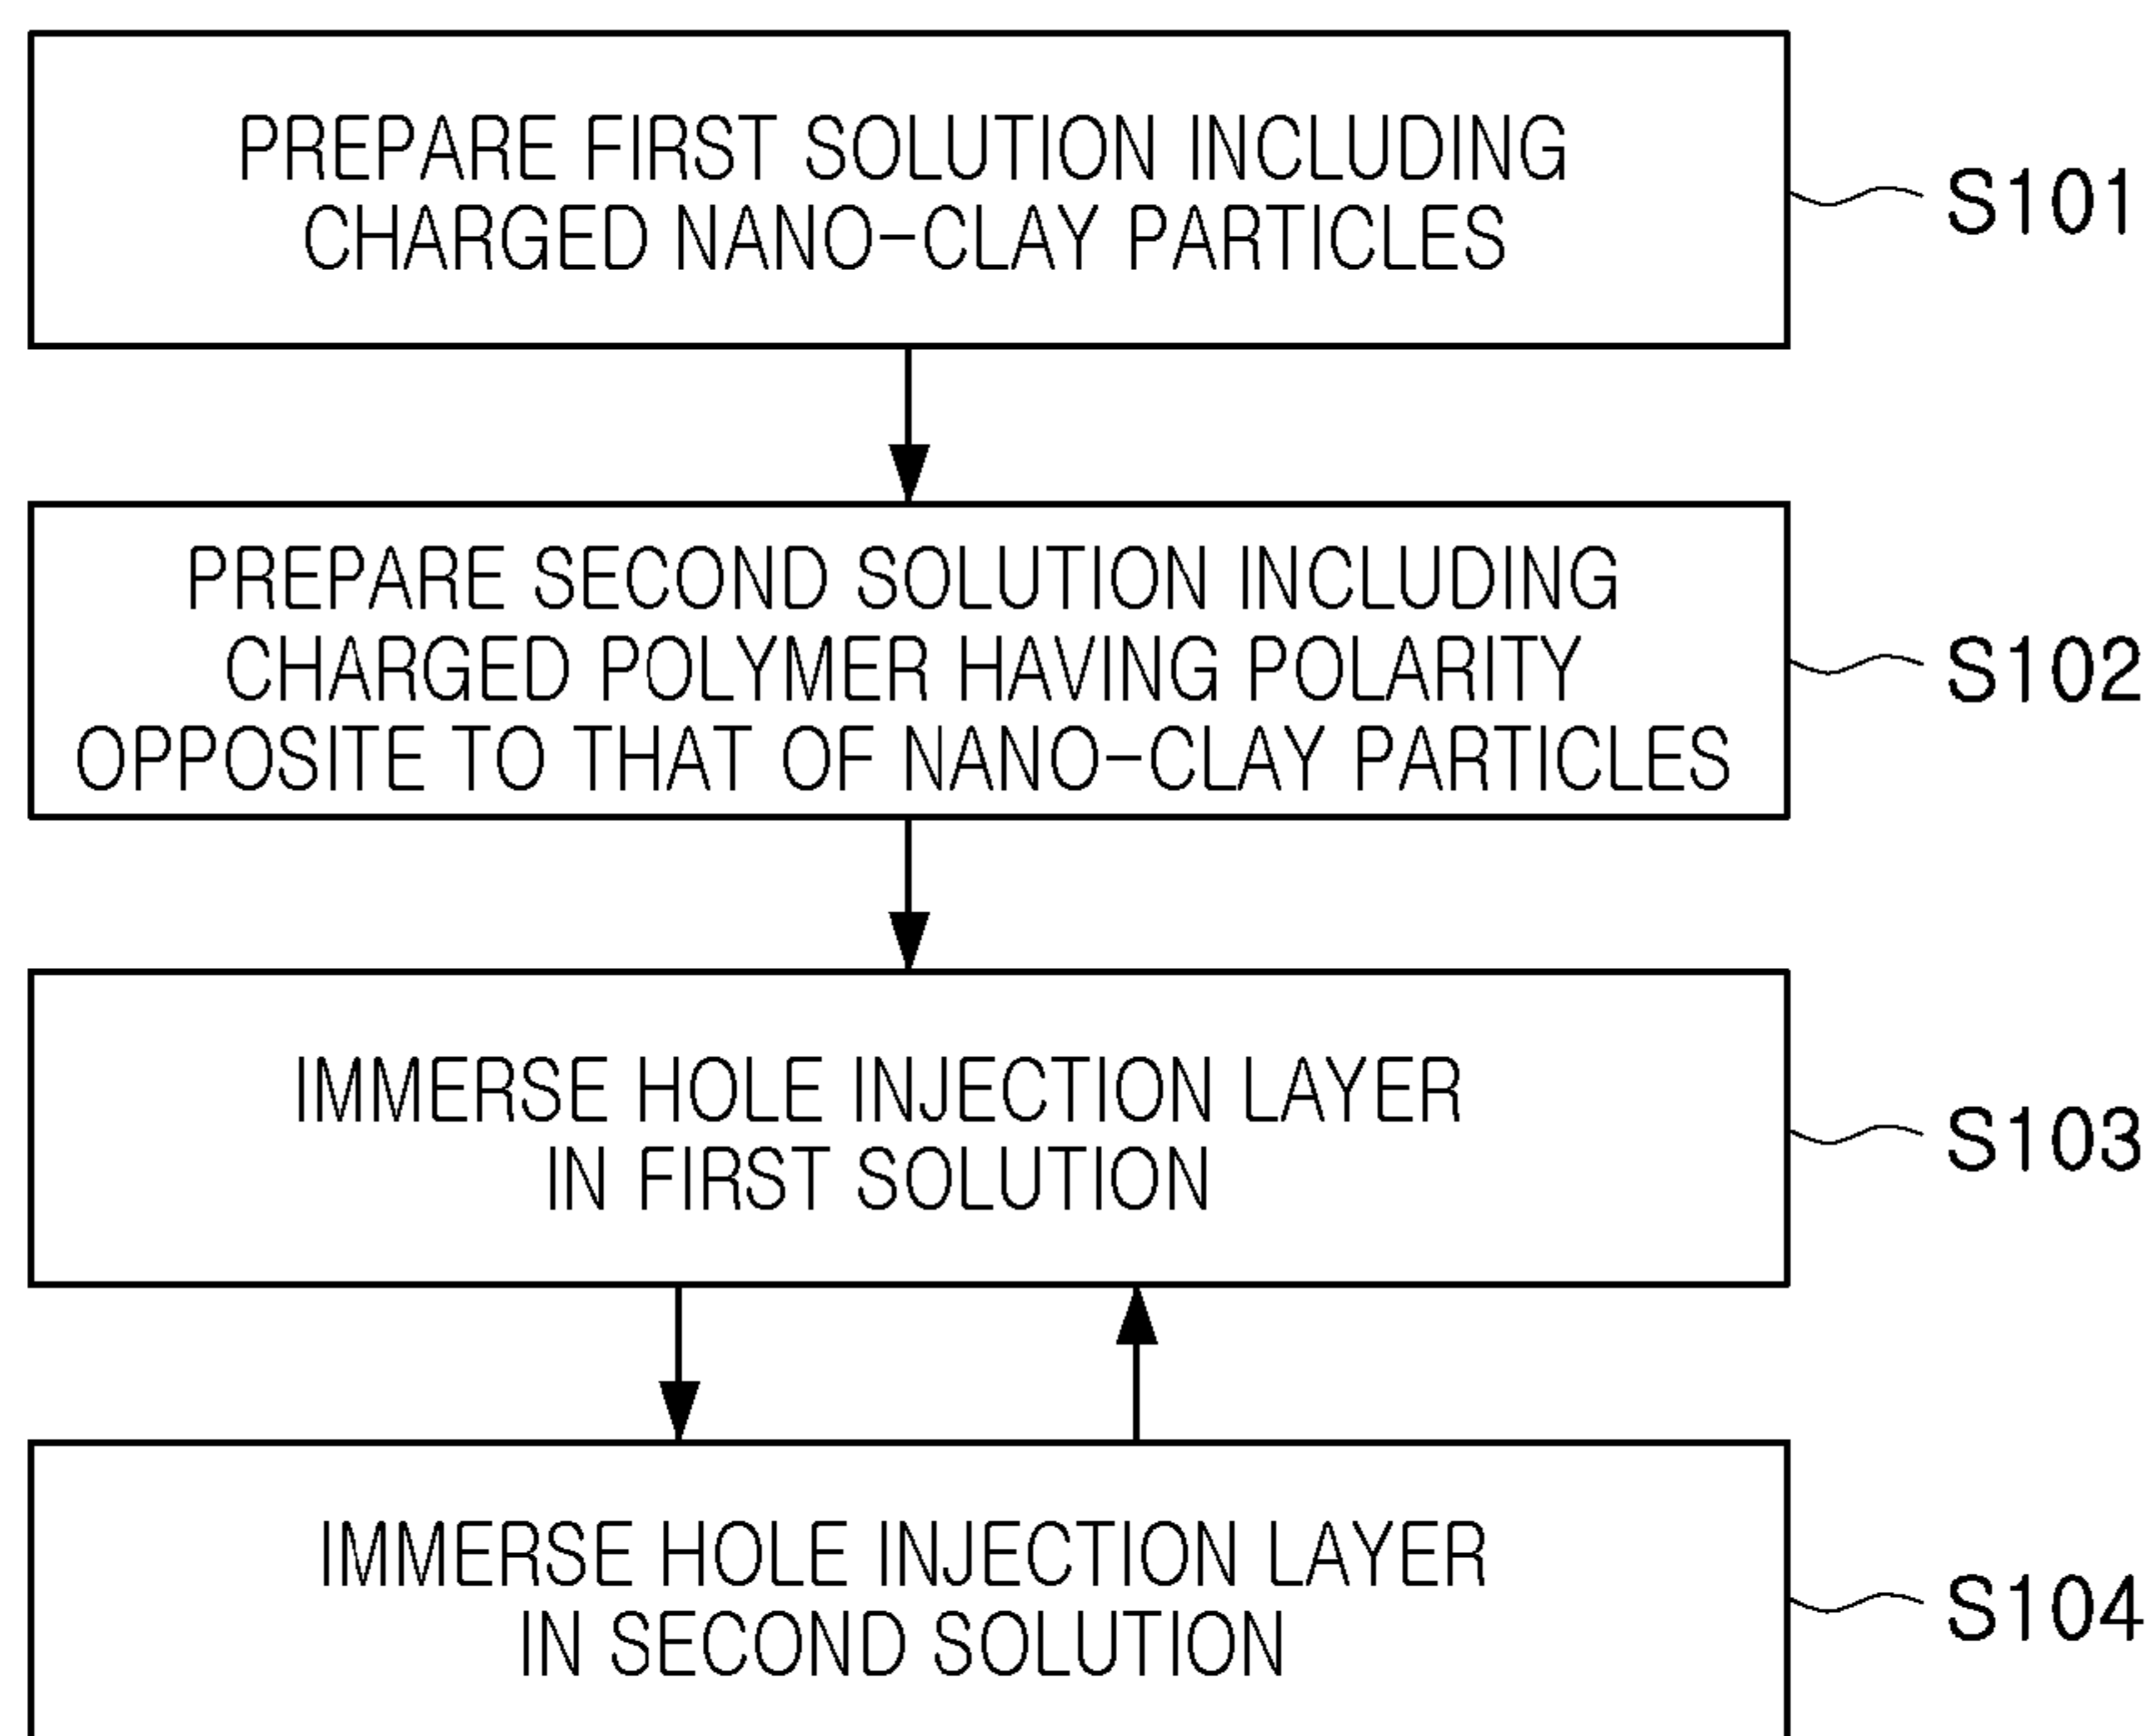 PREPARE FIRST SOLUTION INCLUDING
CHARGED NANO-CLAY PARTICLES
S101
PREPARE SECOND SOLUTION INCLUDING
CHARGED POLYMER HAVING POLARITY
OPPOSITE TO THAT OF NANO-CLAY PARTICLES
S102
IMMERSE HOLE INJECTION LAYER
IN FIRST SOLUTION
S103
IMMERSE HOLE INJECTION LAYER
IN SECOND SOLUTION
S104